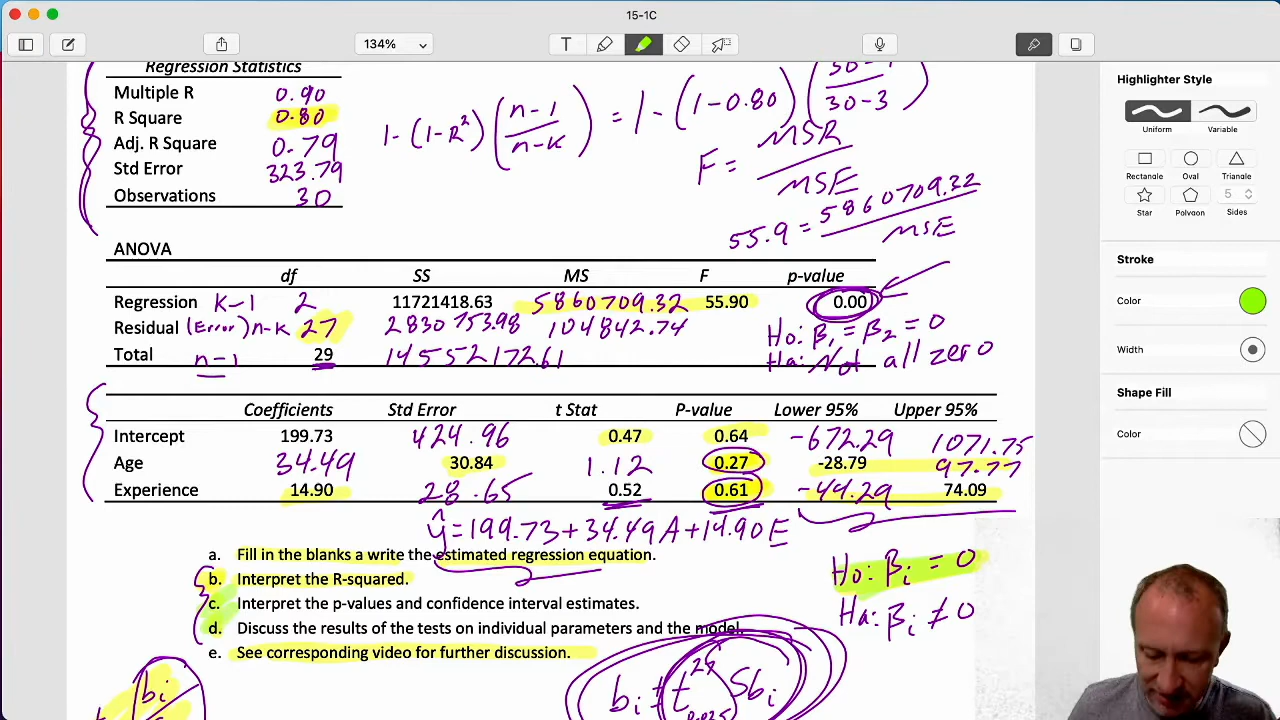 15-1C
134%
T
Highlighter Style
Uniform Variable
Rectangle Oval Triangle
Star Polygon Sides
5
Stroke
Color
Width
Shape Fill
Color
Regression Statistics
Multiple R 0.90
R Square 0.80
Adj. R Square 0.79
Std Error 323.79
Observations 30
1-(1-R²)(n-1/n-k) = 1-(1-0.80)(30-1/30-3)
F = MSR/MSE
55.9 = 5860709.32/MSE
ANOVA
df SS MS F p-value
Regression K-1 2 11721418.63 5860709.32 55.90 0.00
Residual (Error) n-k 27 2830753.98 104842.74
Ho: β₁ = β₂ = 0
Total n-1 29 14552172.61
Ha: Not all zero
Coefficients Std Error t Stat P-value Lower 95% Upper 95%
Intercept 199.73 424.96 0.47 0.64 -672.29 1071.75
Age 34.49 30.84 1.12 0.27 -28.79 97.77
Experience 14.90 28.65 0.52 0.61 -44.29 74.09
ŷ = 199.73 + 34.49A + 14.90E
a. Fill in the blanks a write the estimated regression equation.
b. Interpret the R-squared.
c. Interpret the p-values and confidence interval estimates.
d. Discuss the results of the tests on individual parameters and the model.
e. See corresponding video for further discussion.
Ho: βi = 0
Ha: βi ≠ 0
bi
bi ± t Sbi